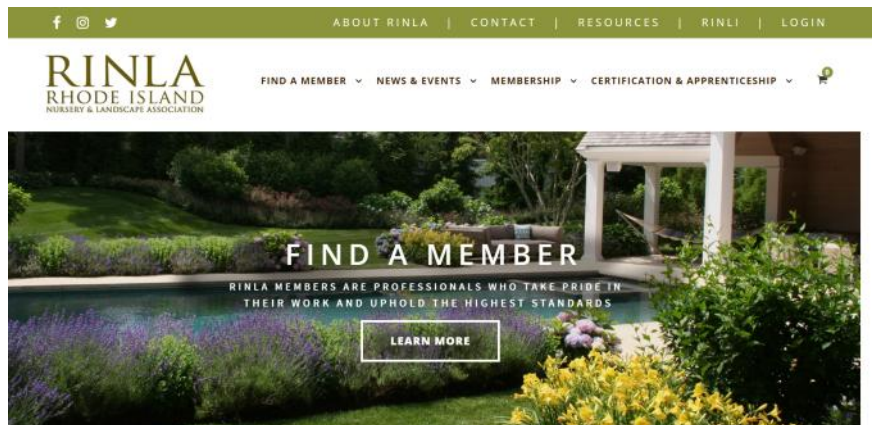 ABOUT RINLA | CONTACT | RESOURCES | RINLI | LOGIN
RINLA
RHODE ISLAND
NURSERY & LANDSCAPE ASSOCIATION
FIND A MEMBER NEWS & EVENTS MEMBERSHIP CERTIFICATION & APPRENTICESHIP
0
FIND A MEMBER
RINLA MEMBERS ARE PROFESSIONALS WHO TAKE PRIDE IN
THEIR WORK AND UPHOLD THE HIGHEST STANDARDS
LEARN MORE